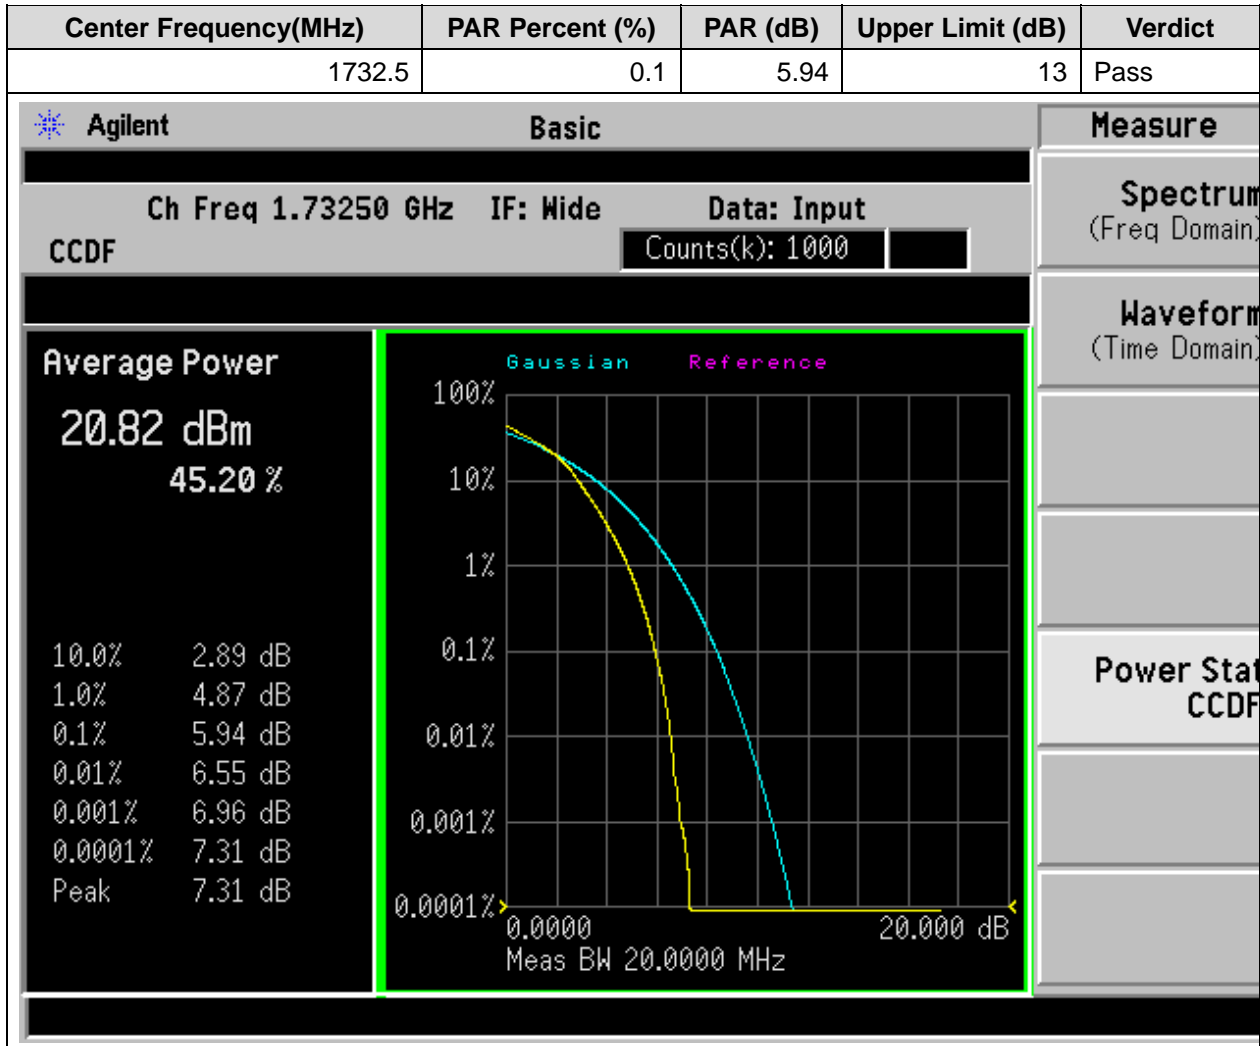 Center Frequency(MHz) PAR Percent (%) PAR (dB) Upper Limit (dB) Verdict
1732.5 0.1 5.94 13 Pass
Agilent Basic Measure
Ch Freq 1.73250 GHz IF: Wide Data: Input
CCDF Counts(k): 1000
Spectrum
(Freq Domain)
Waveform
(Time Domain)
Power Stat
CCDF
Average Power
20.82 dBm
45.20 %
10.0% 2.89 dB
1.0% 4.87 dB
0.1% 5.94 dB
0.01% 6.55 dB
0.001% 6.96 dB
0.0001% 7.31 dB
Peak 7.31 dB
Gaussian Reference
100%
10%
1%
0.1%
0.01%
0.001%
0.0001%
0.0000 20.000 dB
Meas BW 20.0000 MHz